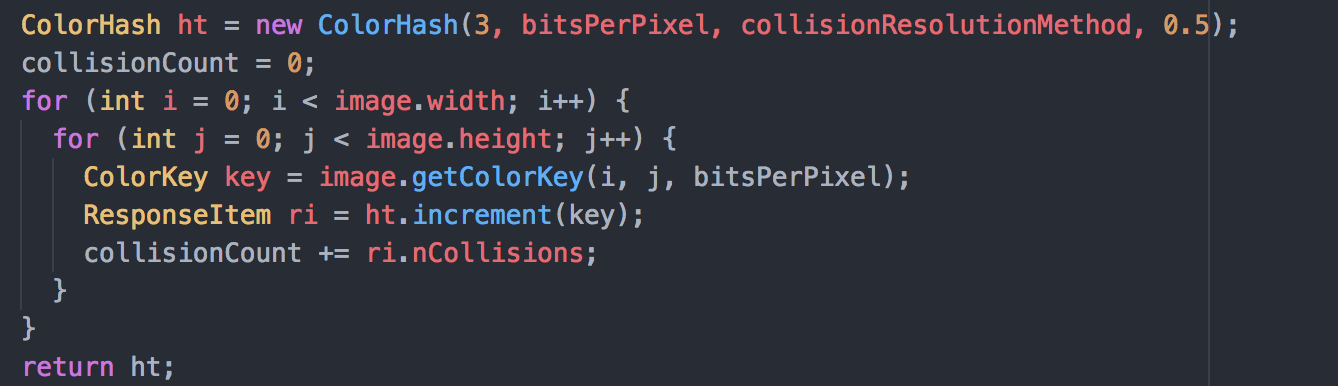 ColorHash ht = new ColorHash(3, bitsPerPixel, collisionResolutionMethod, 0.5);
collisionCount = 0;
for (int i = 0; i < image.width; i++) {
  for (int j = 0; j < image.height; j++) {
    ColorKey key = image.getColorKey(i, j, bitsPerPixel);
    ResponseItem ri = ht.increment(key);
    collisionCount += ri.nCollisions;
  }
}
return ht;